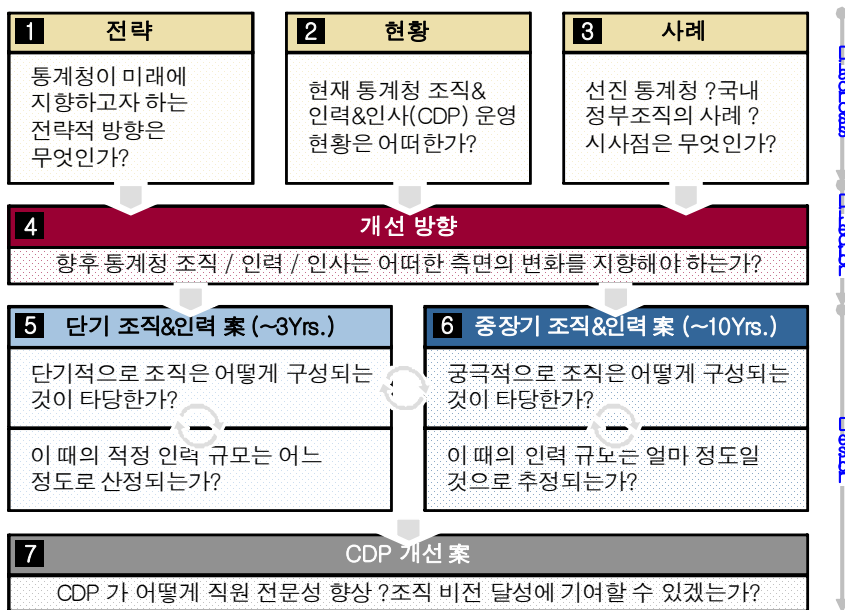 1 전략
통계청이 미래에
지향하고자 하는
전략적 방향은
무엇인가?
2 현황
현재 통계청 조직&
인력&인사(CDP) 운영
현황은 어떠한가?
3 사례
선진 통계청 ?국내
정부조직의 사례 ?
시사점은 무엇인가?
4 개선 방향
향후 통계청 조직 / 인력 / 인사는 어떠한 측면의 변화를 지향해야 하는가?
5 단기 조직&인력 案 (~3Yrs.)
단기적으로 조직은 어떻게 구성되는
것이 타당한가?
이 때의 적정 인력 규모는 어느
정도로 산정되는가?
6 중장기 조직&인력 案 (~10Yrs.)
궁극적으로 조직은 어떻게 구성되는
것이 타당한가?
이 때의 인력 규모는 얼마 정도일
것으로 추정되는가?
7 CDP 개선 案
CDP 가 어떻게 직원 전문성 향상 ?조직 비전 달성에 기여할 수 있겠는가?